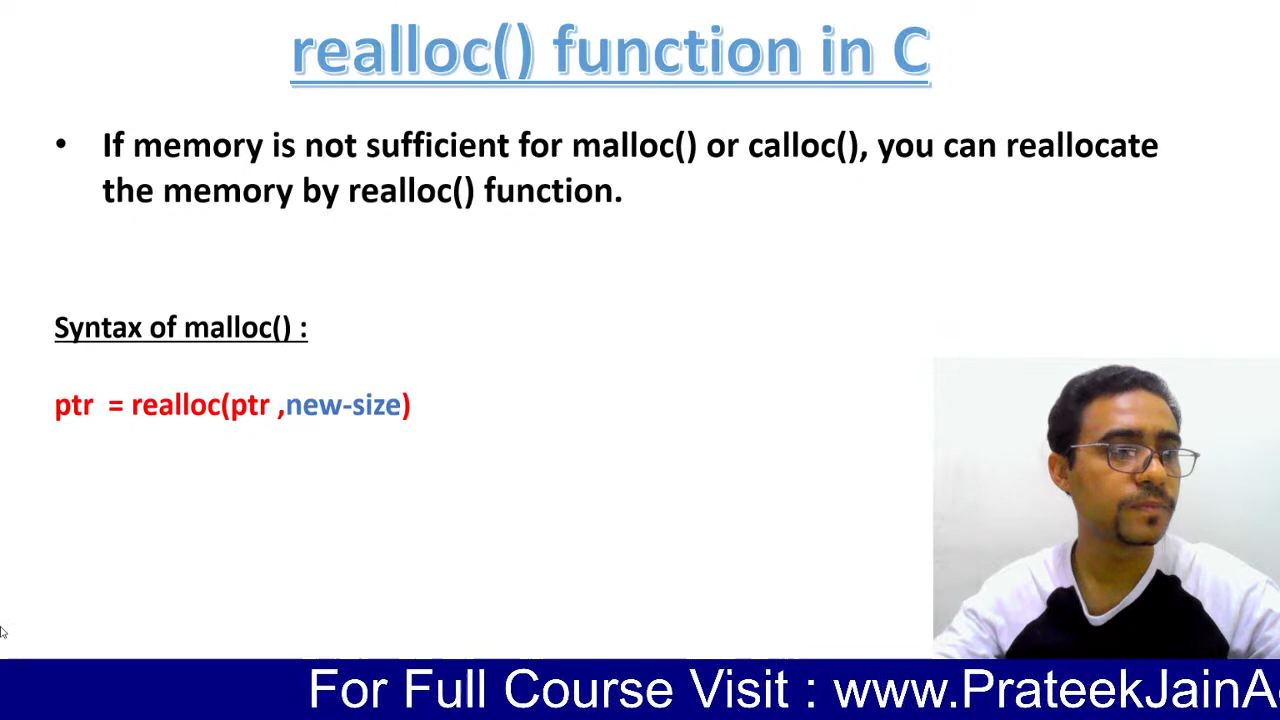 realloc() function in C
• If memory is not sufficient for malloc() or calloc(), you can reallocate
the memory by realloc() function.
Syntax of malloc() :
ptr = realloc(ptr ,new-size)
For Full Course Visit : www.PrateekJainA